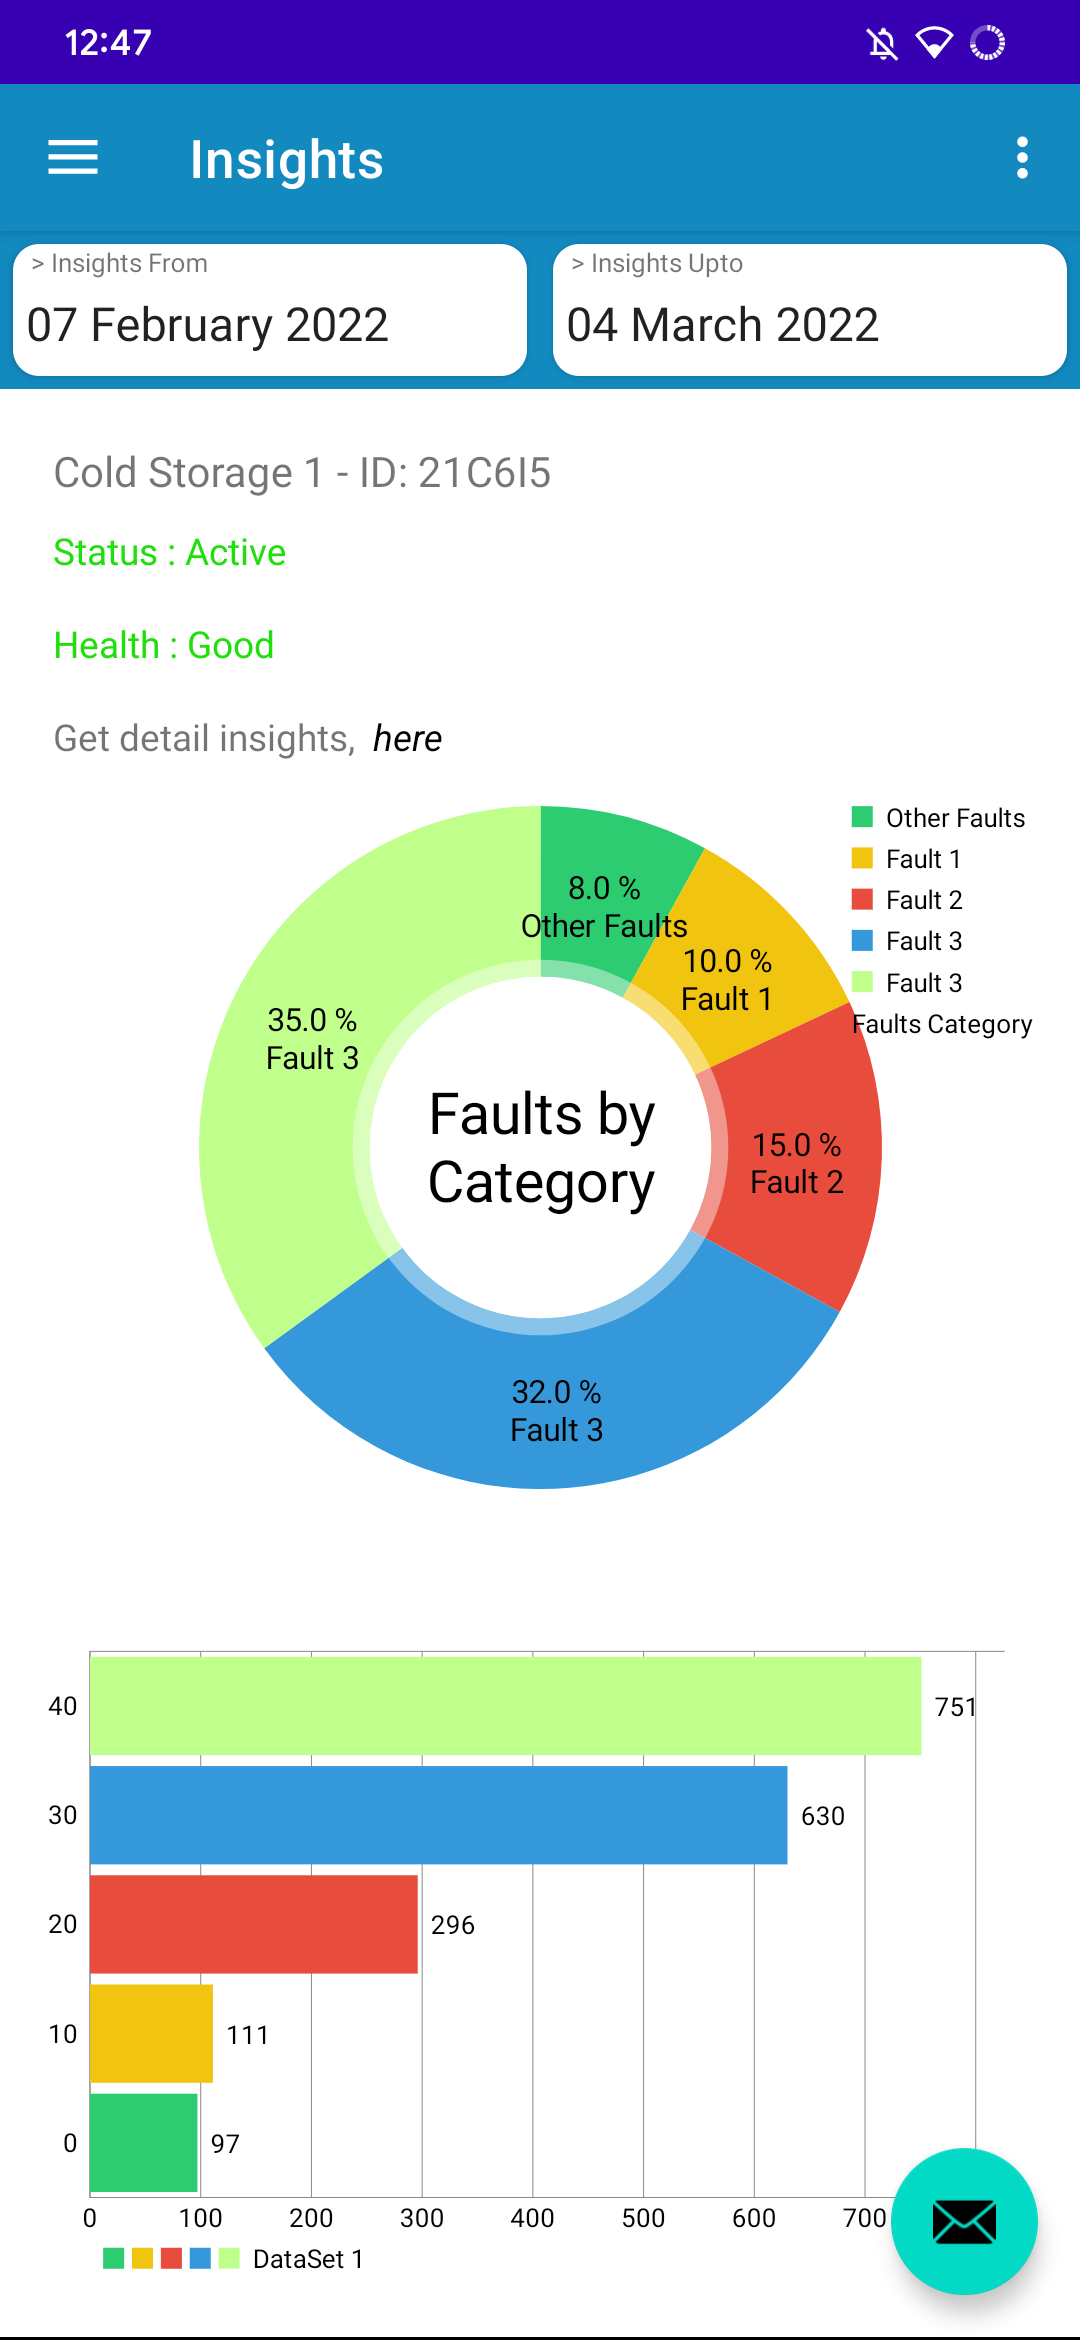 12:47
Insights
> Insights From
07 February 2022
> Insights Upto
04 March 2022
Cold Storage 1 - ID: 21C6I5
Status : Active
Health : Good
Get detail insights, here
Other Faults
Fault 1
Fault 2
Fault 3
Fault 3
Faults Category
8.0 %
Other Faults
10.0 %
Fault 1
15.0 %
Fault 2
32.0 %
Fault 3
35.0 %
Fault 3
Faults by
Category
40
751
30
630
20
296
10
111
0
97
0 100 200 300 400 500 600 700
DataSet 1